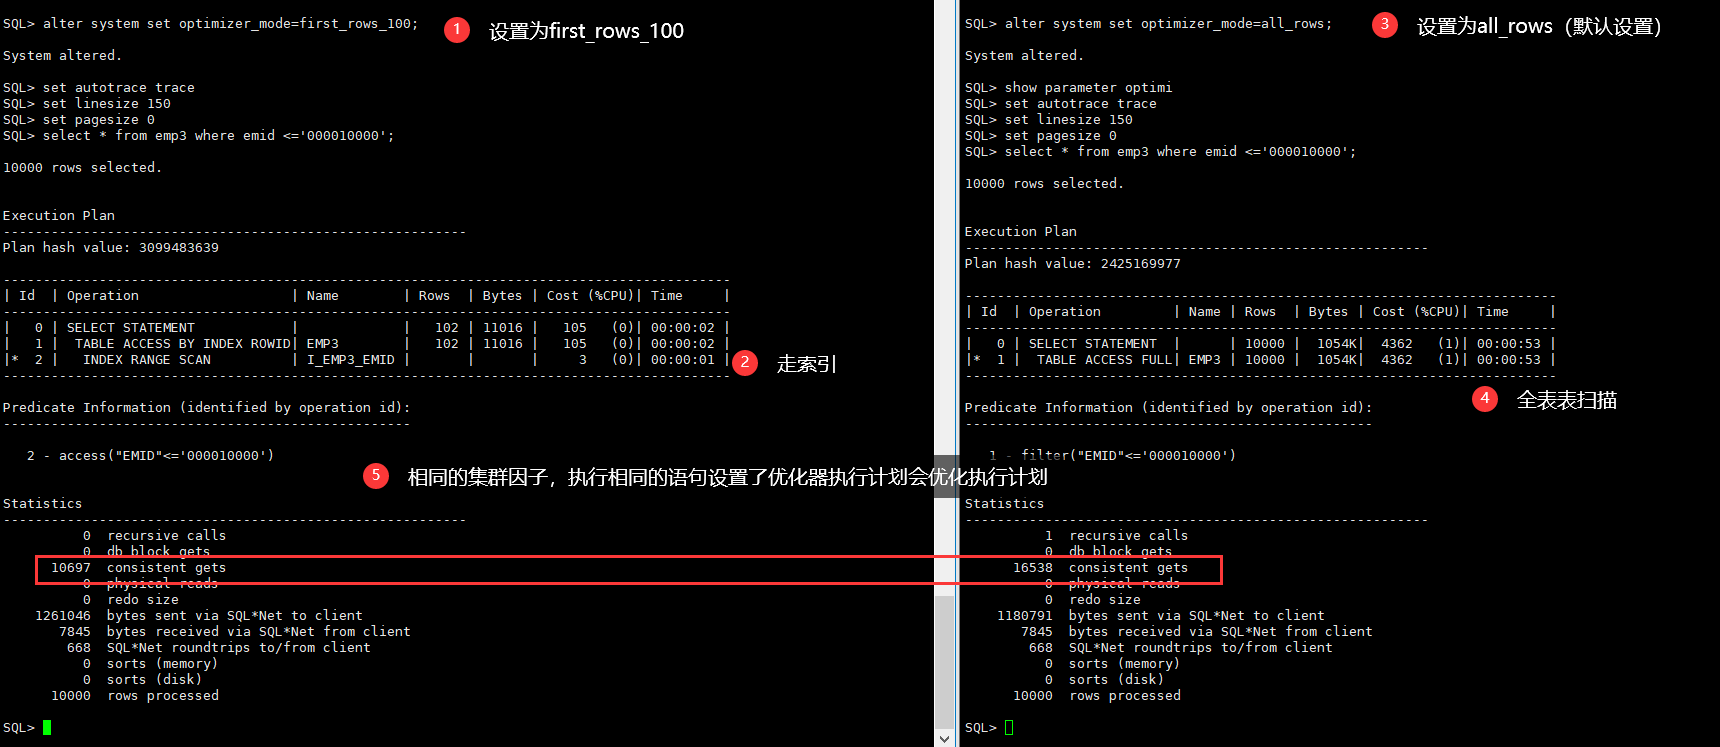 SQL> alter system set optimizer_mode=first_rows_100;
1 设置为first_rows_100
System altered.
SQL> set autotrace trace
SQL> set linesize 150
SQL> set pagesize 0
SQL> select * from emp3 where emid <='000010000';
10000 rows selected.
Execution Plan
----------------------------------------------------------
Plan hash value: 3099483639
-------------------------------------------------------------------------------------------
| Id  | Operation                   | Name        | Rows  | Bytes | Cost (%CPU)| Time     |
-------------------------------------------------------------------------------------------
|   0 | SELECT STATEMENT            |             |   102 | 11016 |   105   (0)| 00:00:02 |
|   1 |  TABLE ACCESS BY INDEX ROWID| EMP3        |   102 | 11016 |   105   (0)| 00:00:02 |
|*  2 |   INDEX RANGE SCAN          | I_EMP3_EMID |       |       |     3   (0)| 00:00:01 |
-------------------------------------------------------------------------------------------
2 走索引
Predicate Information (identified by operation id):
---------------------------------------------------
2 - access("EMID"<='000010000')
5 相同的集群因子，执行相同的语句设置了优化器执行计划会优化执行计划
Statistics
----------------------------------------------------------
0  recursive calls
0  db block gets
10697  consistent gets
0  physical reads
0  redo size
1261046  bytes sent via SQL*Net to client
7845  bytes received via SQL*Net from client
668  SQL*Net roundtrips to/from client
0  sorts (memory)
0  sorts (disk)
10000  rows processed
SQL>
SQL> alter system set optimizer_mode=all_rows;
3 设置为all_rows（默认设置）
System altered.
SQL> show parameter optimi
SQL> set autotrace trace
SQL> set linesize 150
SQL> set pagesize 0
SQL> select * from emp3 where emid <='000010000';
10000 rows selected.
Execution Plan
----------------------------------------------------------
Plan hash value: 2425169977
--------------------------------------------------------------------------
| Id  | Operation         | Name | Rows  | Bytes | Cost (%CPU)| Time     |
--------------------------------------------------------------------------
|   0 | SELECT STATEMENT  |      | 10000 |  1054K|  4362   (1)| 00:00:53 |
|*  1 |  TABLE ACCESS FULL| EMP3 | 10000 |  1054K|  4362   (1)| 00:00:53 |
--------------------------------------------------------------------------
4 全表表扫描
Predicate Information (identified by operation id):
---------------------------------------------------
1 - filter("EMID"<='000010000')
Statistics
----------------------------------------------------------
1  recursive calls
0  db block gets
16538  consistent gets
0  physical reads
0  redo size
1180791  bytes sent via SQL*Net to client
7845  bytes received via SQL*Net from client
668  SQL*Net roundtrips to/from client
0  sorts (memory)
0  sorts (disk)
10000  rows processed
SQL>